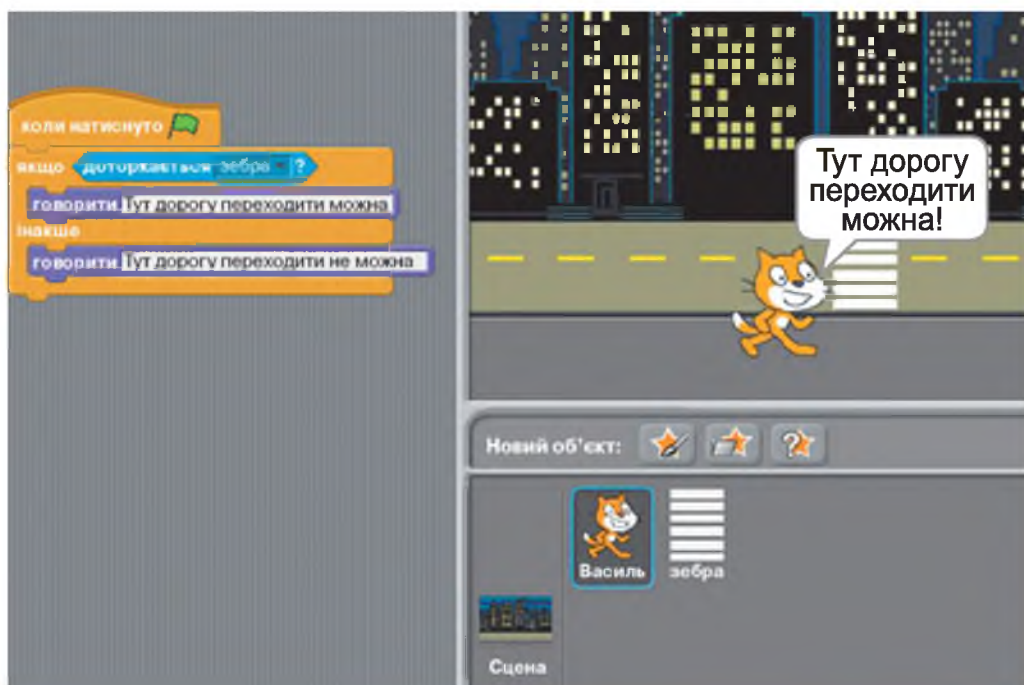 коли натиснуто
якщо доторкається зебра ?
говорити Тут дорогу переходити можна
інакше
говорити Тут дорогу переходити не можна
Тут дорогу
переходити
можна!
Новий об'єкт:
Василь
зебра
Сцена